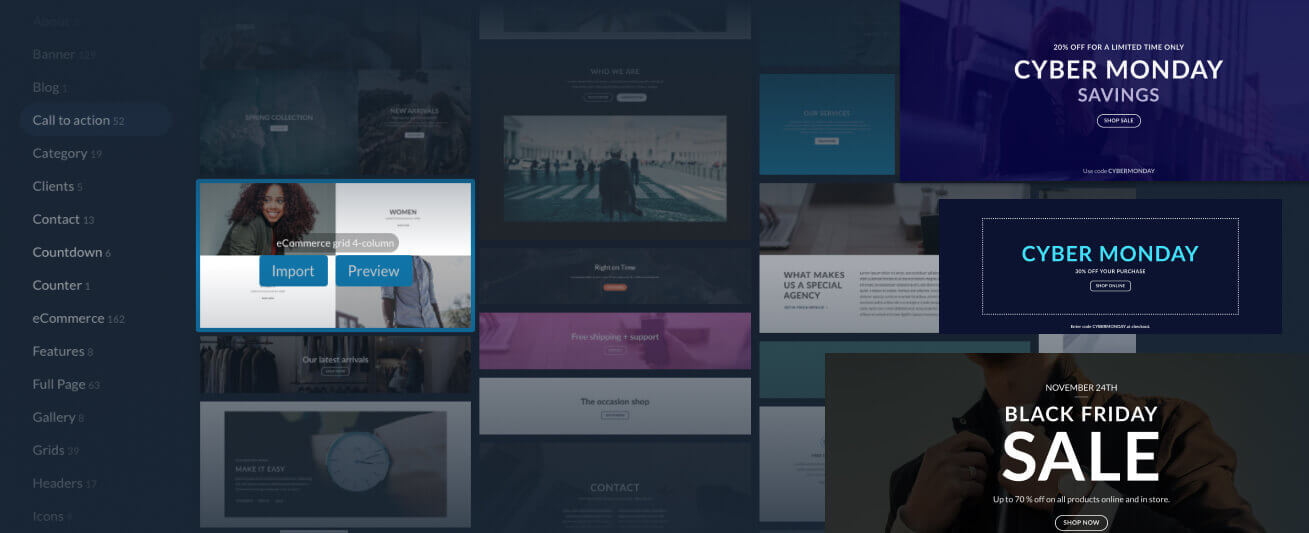 About
Banner 129
Blog 1
Call to action 52
Category 19
Clients 5
Contact 13
Countdown 6
Counter 1
eCommerce 162
Features 8
Full Page 63
Gallery 8
Grids 39
Headers 17
Icons
SPRING COLLECTION
NEW ARRIVALS
WOMEN
eCommerce grid 4-column
Import
Preview
Our latest arrivals
MAKE IT EASY
WHO WE ARE
Right on Time
Free shipping + support
The occasion shop
CONTACT
OUR SERVICES
WHAT MAKES
US A SPECIAL
AGENCY
20% OFF FOR A LIMITED TIME ONLY
CYBER MONDAY
SAVINGS
SHOP SALE
Use code CYBERMONDAY
CYBER MONDAY
30% OFF YOUR PURCHASE
SHOP ONLINE
Enter code CYBERMONDAY at checkout.
NOVEMBER 24TH
BLACK FRIDAY
SALE
Up to 70 % off on all products online and in store.
SHOP NOW